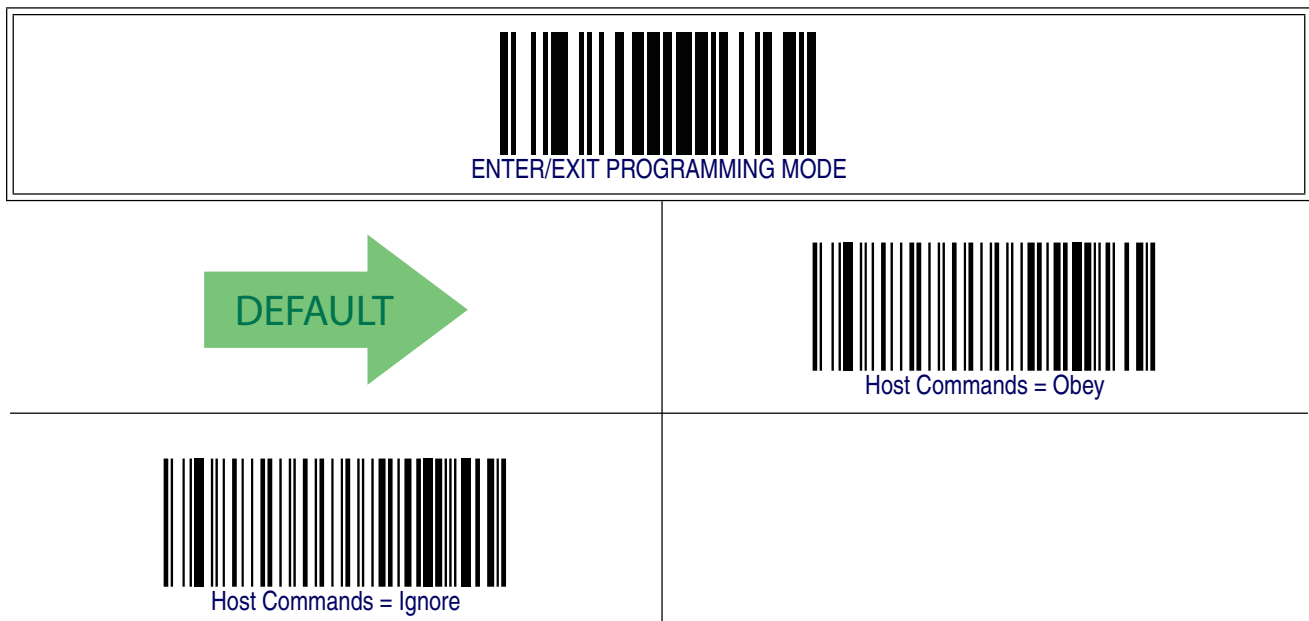 ENTER/EXIT PROGRAMMING MODE
DEFAULT
Host Commands = Obey
Host Commands = Ignore